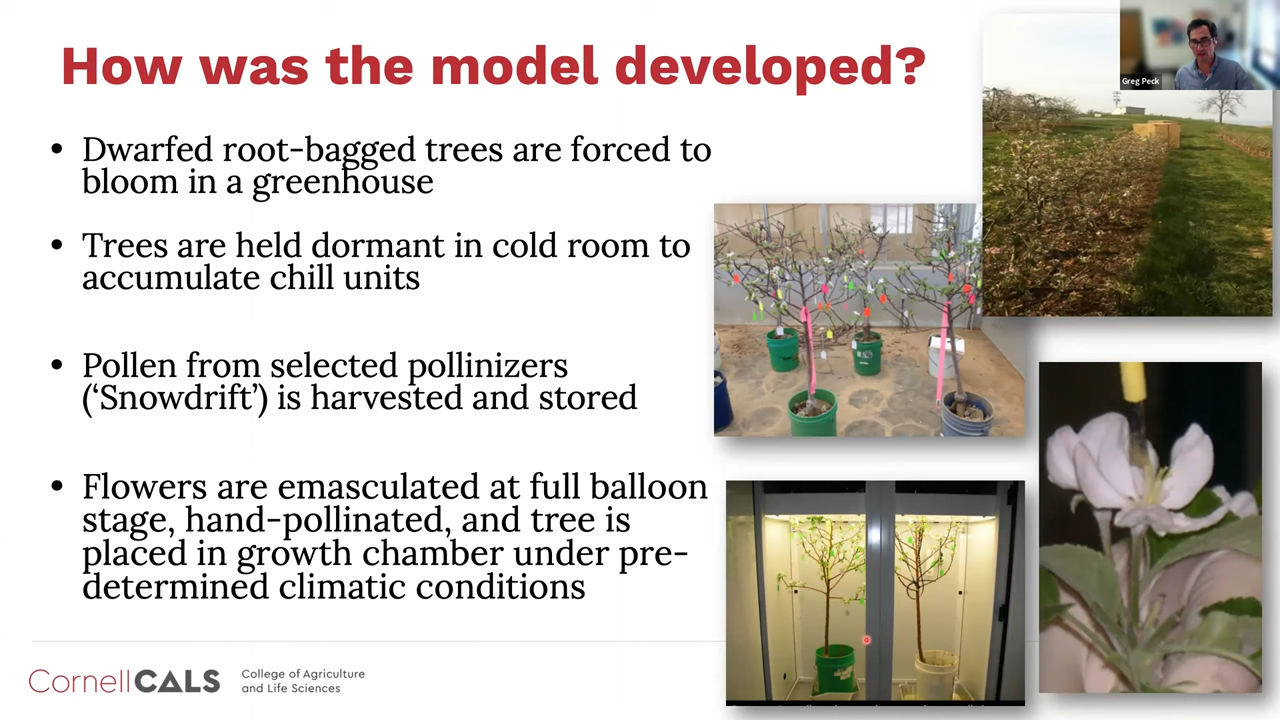 How was the model developed?
Greg Peck
• Dwarfed root-bagged trees are forced to
bloom in a greenhouse
• Trees are held dormant in cold room to
accumulate chill units
• Pollen from selected pollinizers
(‘Snowdrift’) is harvested and stored
• Flowers are emasculated at full balloon
stage, hand-pollinated, and tree is
placed in growth chamber under pre-
determined climatic conditions
CornellCALS
College of Agriculture
and Life Sciences